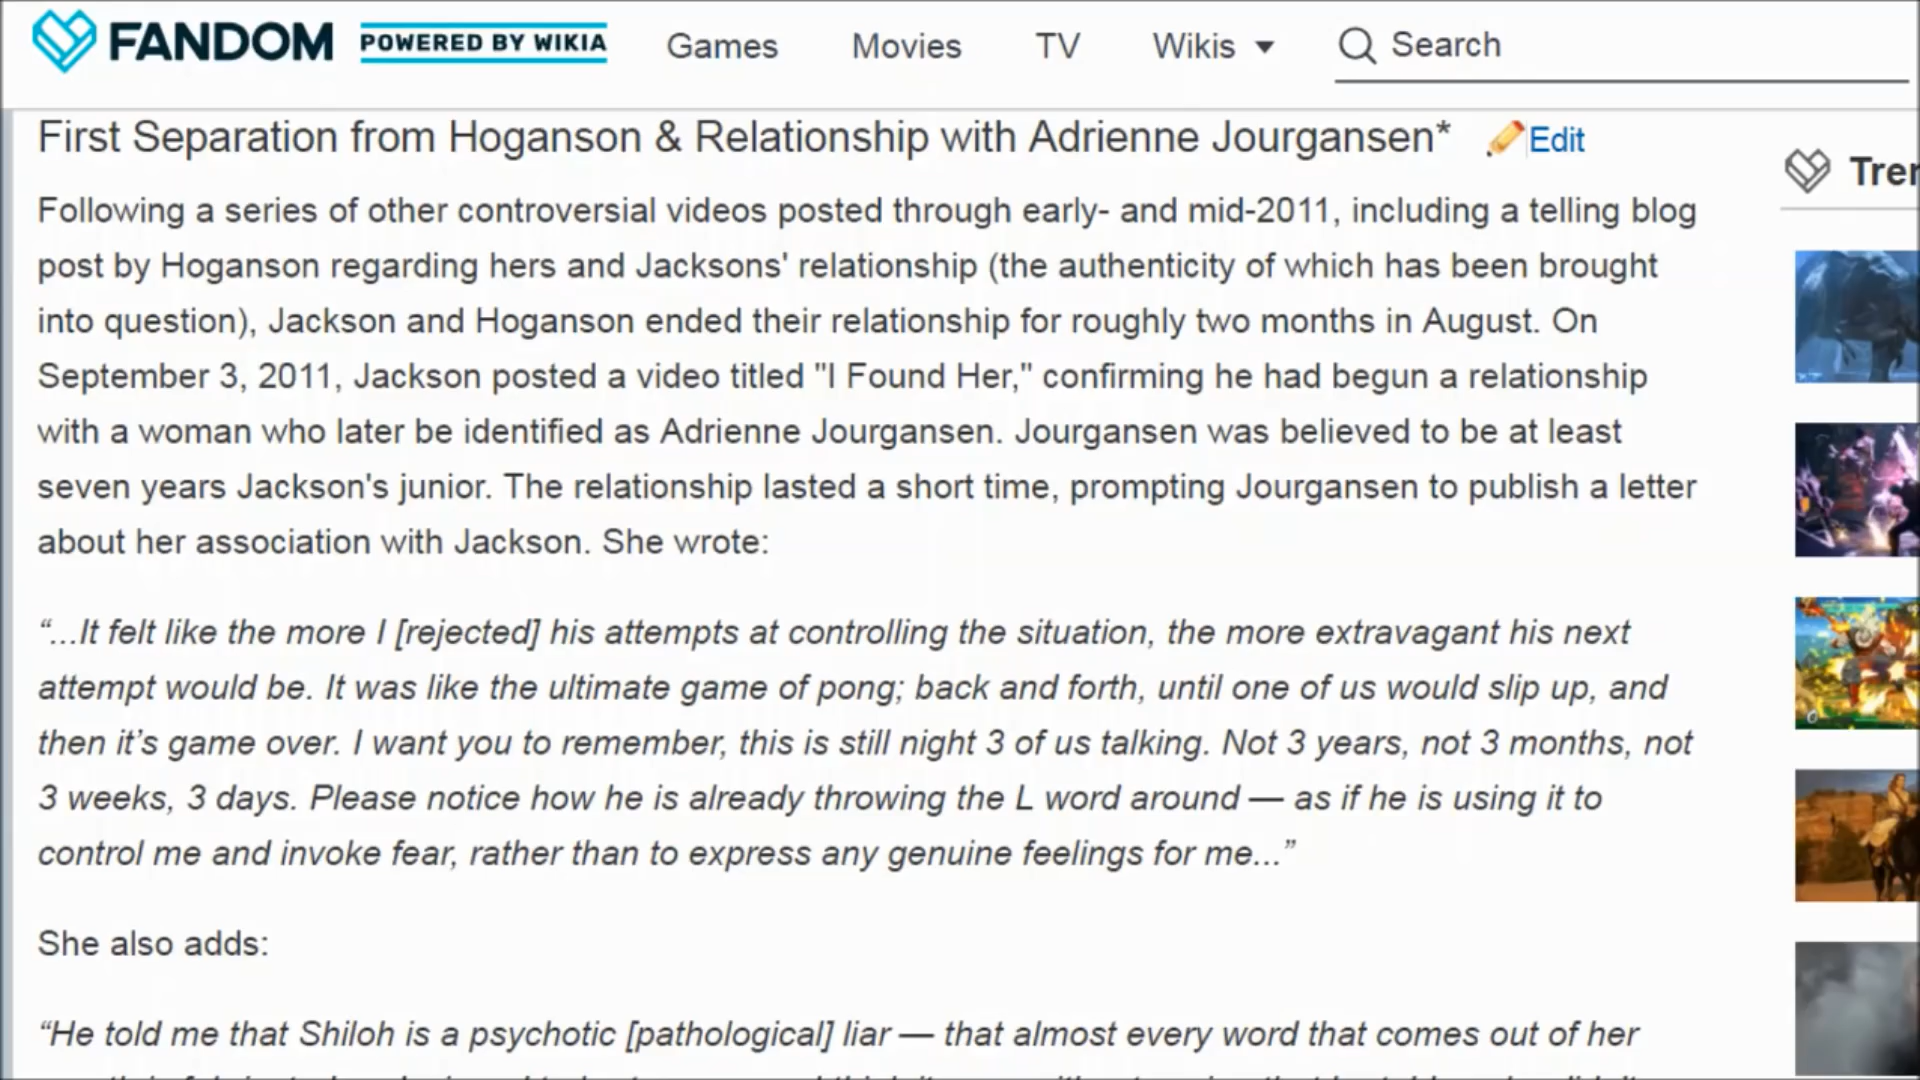 FANDOM POWERED BY WIKIA Games Movies TV Wikis Search
First Separation from Hoganson & Relationship with Adrienne Jourgansen* Edit
Following a series of other controversial videos posted through early- and mid-2011, including a telling blog
post by Hoganson regarding hers and Jacksons' relationship (the authenticity of which has been brought
into question), Jackson and Hoganson ended their relationship for roughly two months in August. On
September 3, 2011, Jackson posted a video titled "I Found Her," confirming he had begun a relationship
with a woman who later be identified as Adrienne Jourgansen. Jourgansen was believed to be at least
seven years Jackson's junior. The relationship lasted a short time, prompting Jourgansen to publish a letter
about her association with Jackson. She wrote:
“...It felt like the more I [rejected] his attempts at controlling the situation, the more extravagant his next
attempt would be. It was like the ultimate game of pong; back and forth, until one of us would slip up, and
then it’s game over. I want you to remember, this is still night 3 of us talking. Not 3 years, not 3 months, not
3 weeks, 3 days. Please notice how he is already throwing the L word around — as if he is using it to
control me and invoke fear, rather than to express any genuine feelings for me...”
She also adds:
“He told me that Shiloh is a psychotic [pathological] liar — that almost every word that comes out of her